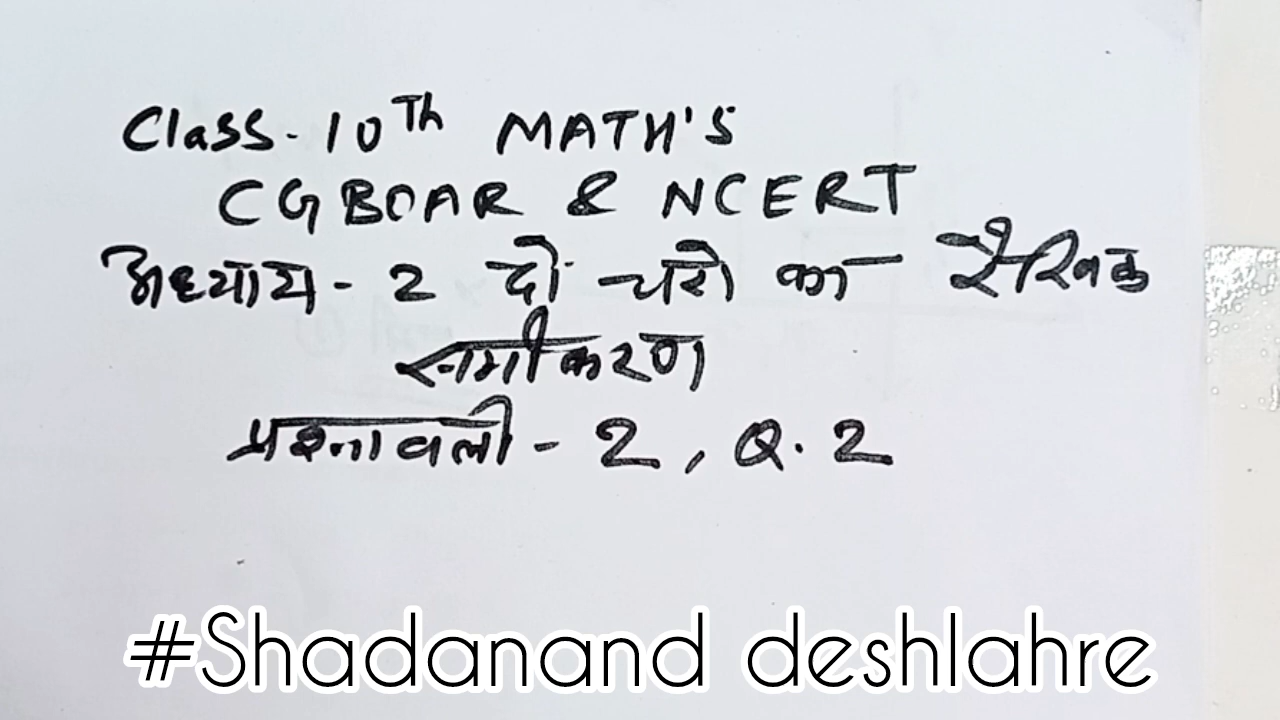 Class-10Th MATH'S
CGBOAR & NCERT
अध्याय-2 दो चरो का रैखिक
समीकरण
प्रश्नावली-2, Q.2
#Shadanand deshlahre